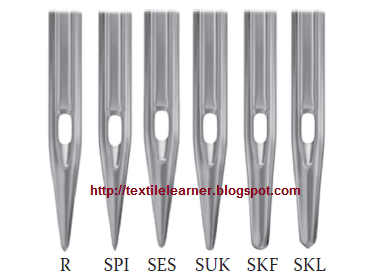 http://textilelearner.blogspot.com
R SPI SES SUK SKF SKL